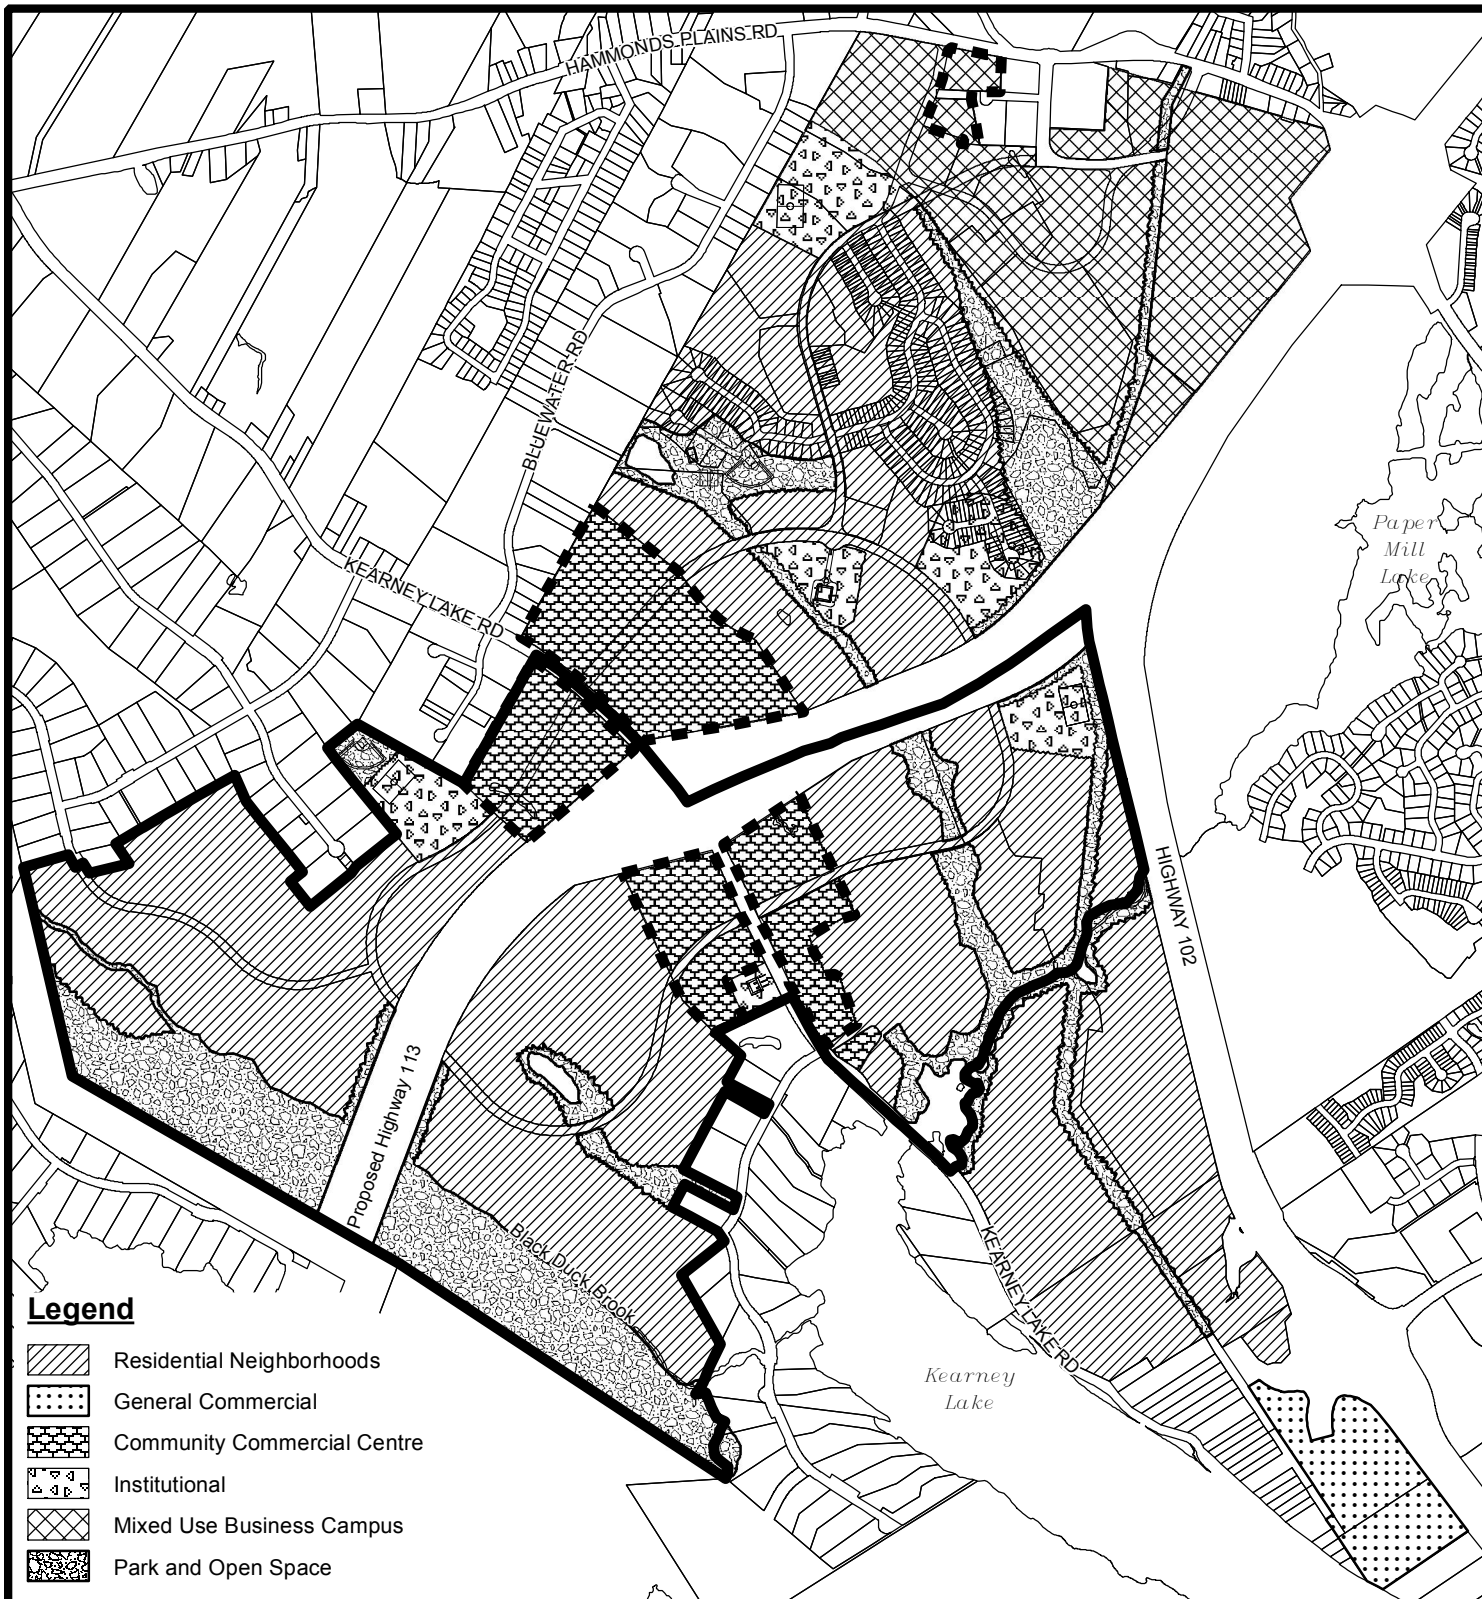 HAMMONDS PLAINS RD
BLUEWATER RD
KEARNEY LAKE RD
Paper
Mill
Lake
HIGHWAY 102
Proposed Highway 113
Black Duck Brook
KEARNEY LAKE RD
Kearney
Lake
Legend
Residential Neighborhoods
General Commercial
Community Commercial Centre
Institutional
Mixed Use Business Campus
Park and Open Space